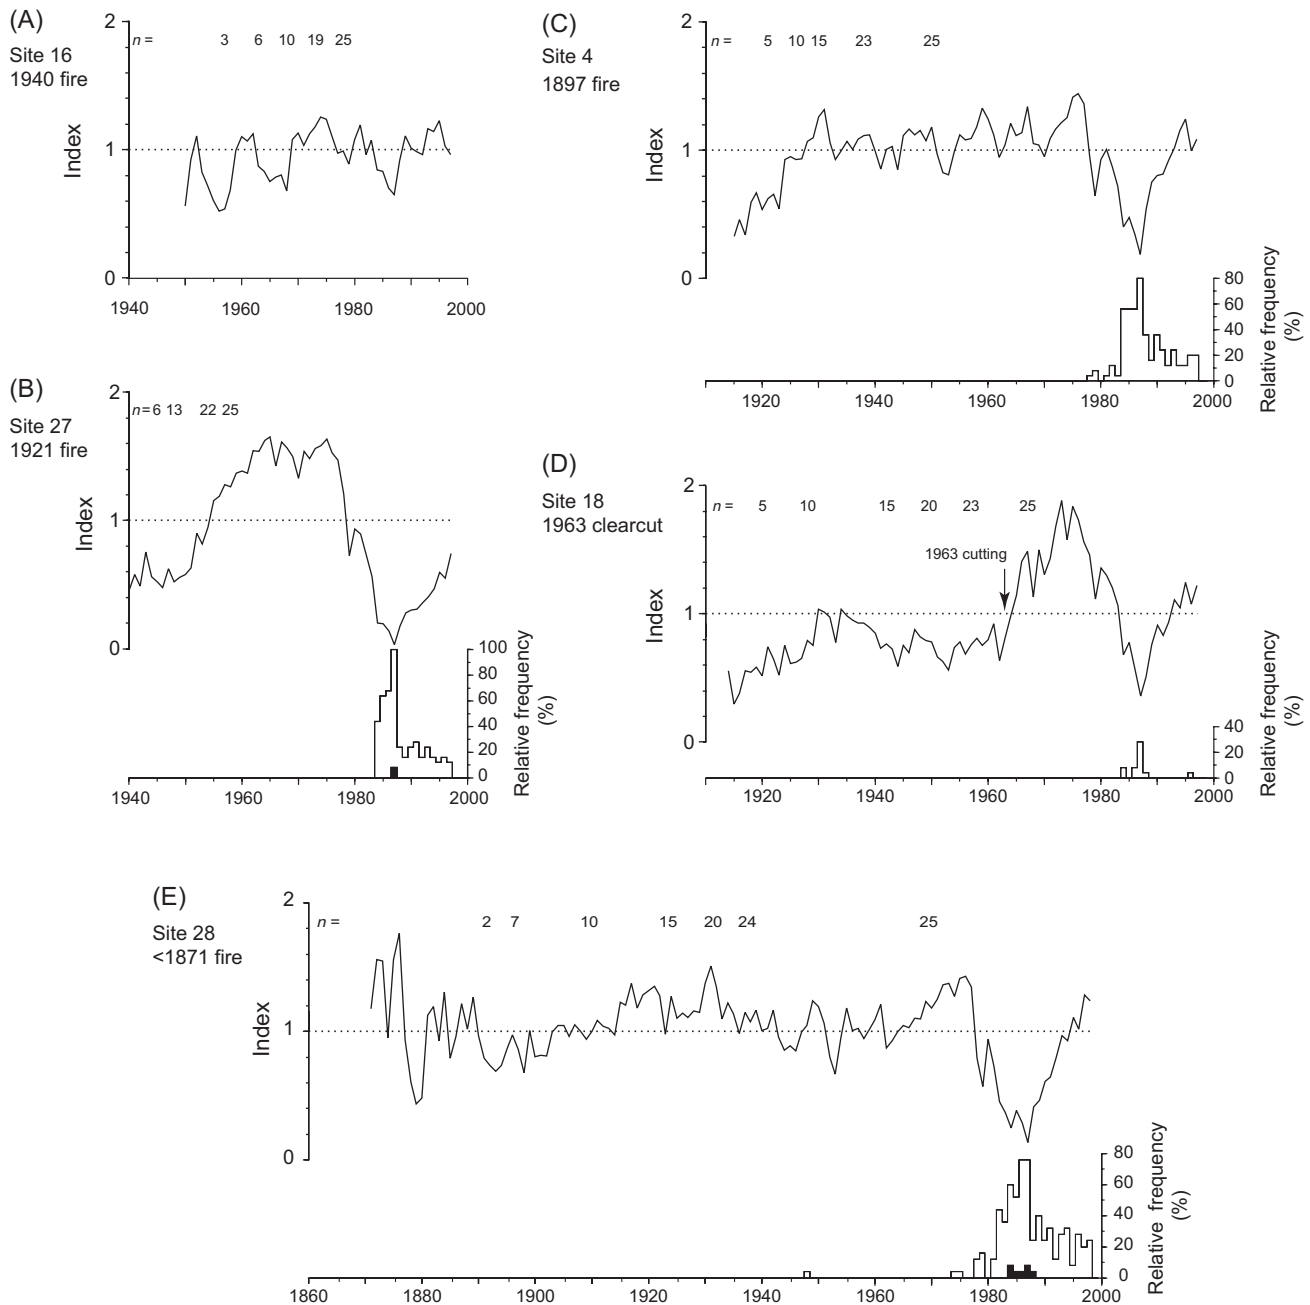 (A)
Site 16
1940 fire
Index
2
1
0
n = 3 6 10 19 25
1940 1960 1980 2000
(B)
Site 27
1921 fire
Index
2
1
0
n = 6 13 22 25
100
80
60
40
20
0
Relative frequency
(%)
1940 1960 1980 2000
(C)
Site 4
1897 fire
Index
2
1
0
n = 5 10 15 23 25
80
60
40
20
0
Relative frequency
(%)
1920 1940 1960 1980 2000
(D)
Site 18
1963 clearcut
Index
2
1
0
n = 5 10 15 20 23 25
1963 cutting
40
20
0
Relative frequency
(%)
1920 1940 1960 1980 2000
(E)
Site 28
<1871 fire
Index
2
1
0
n = 2 7 10 15 20 24 25
80
60
40
20
0
Relative frequency
(%)
1860 1880 1900 1920 1940 1960 1980 2000